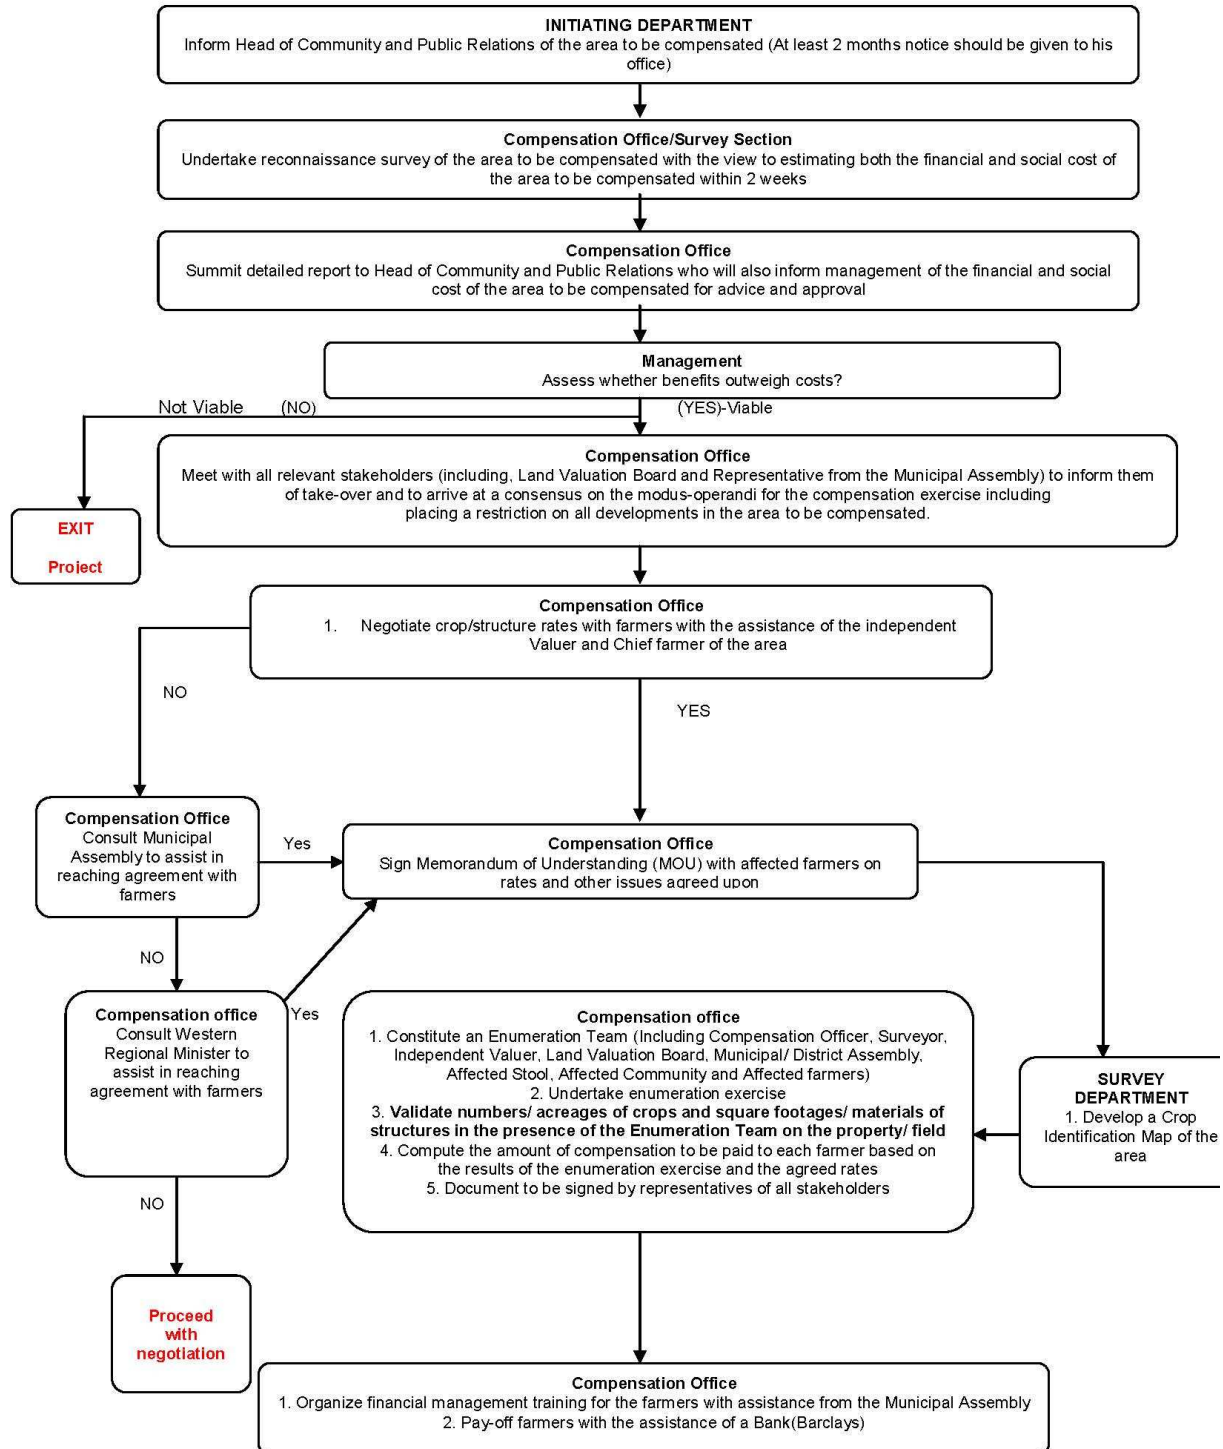 INITIATING DEPARTMENT
Inform Head of Community and Public Relations of the area to be compensated (At least 2 months notice should be given to his
office)
Compensation Office/Survey Section
Undertake reconnaissance survey of the area to be compensated with the view to estimating both the financial and social cost of
the area to be compensated within 2 weeks
Compensation Office
Summit detailed report to Head of Community and Public Relations who will also inform management of the financial and social
cost of the area to be compensated for advice and approval
Management
Assess whether benefits outweigh costs?
Not Viable (NO)
(YES)-Viable
Compensation Office
Meet with all relevant stakeholders (including, Land Valuation Board and Representative from the Municipal Assembly) to inform them
of take-over and to arrive at a consensus on the modus-operandi for the compensation exercise including
placing a restriction on all developments in the area to be compensated.
EXIT
Project
Compensation Office
1. Negotiate crop/structure rates with farmers with the assistance of the independent
Valuer and Chief farmer of the area
NO
YES
Compensation Office
Consult Municipal
Assembly to assist in
reaching agreement with
farmers
Yes
Compensation Office
Sign Memorandum of Understanding (MOU) with affected farmers on
rates and other issues agreed upon
NO
Compensation office
Consult Western
Regional Minister to
assist in reaching
agreement with farmers
Yes
Compensation office
1. Constitute an Enumeration Team (Including Compensation Officer, Surveyor,
Independent Valuer, Land Valuation Board, Municipal/ District Assembly,
Affected Stool, Affected Community and Affected farmers)
2. Undertake enumeration exercise
3. Validate numbers/ acreages of crops and square footages/ materials of
structures in the presence of the Enumeration Team on the property/ field
4. Compute the amount of compensation to be paid to each farmer based on
the results of the enumeration exercise and the agreed rates
5. Document to be signed by representatives of all stakeholders
SURVEY
DEPARTMENT
1. Develop a Crop
Identification Map of the
area
NO
Proceed
with
negotiation
Compensation Office
1. Organize financial management training for the farmers with assistance from the Municipal Assembly
2. Pay-off farmers with the assistance of a Bank(Barclays)